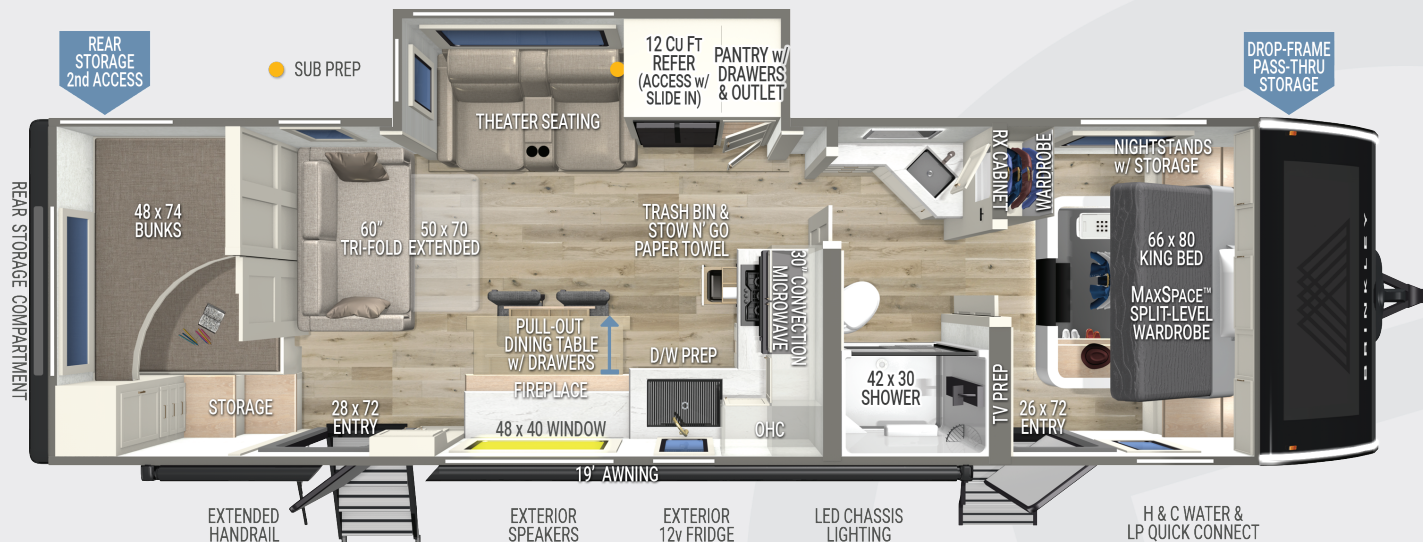 REAR
STORAGE
2nd ACCESS
SUB PREP
12 CU FT
REFER
(ACCESS w/
SLIDE IN)
PANTRY w/
DRAWERS
& OUTLET
DROP-FRAME
PASS-THRU
STORAGE
THEATER SEATING
REAR STORAGE COMPARTMENT
48 x 74
BUNKS
60”
TRI-FOLD
50 x 70
EXTENDED
TRASH BIN &
STOW N’ GO
PAPER TOWEL
30” CONVECTION
MICROWAVE
RX CABINET
WARDROBE
NIGHTSTANDS
w/ STORAGE
66 x 80
KING BED
MAXSPACE™
SPLIT-LEVEL
WARDROBE
BRINKLEY
PULL-OUT
DINING TABLE
w/ DRAWERS
D/W PREP
FIREPLACE
STORAGE
28 x 72
ENTRY
48 x 40 WINDOW
OHC
42 x 30
SHOWER
TV PREP
26 x 72
ENTRY
19’ AWNING
EXTENDED
HANDRAIL
EXTERIOR
SPEAKERS
EXTERIOR
12v FRIDGE
LED CHASSIS
LIGHTING
H & C WATER &
LP QUICK CONNECT